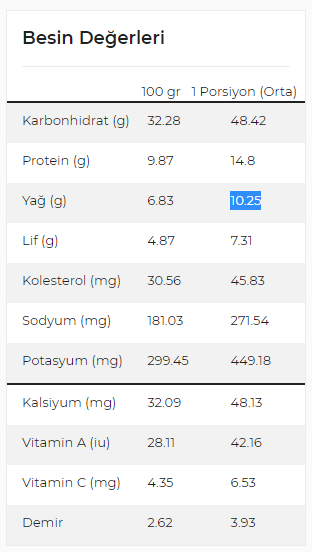 Besin Değerleri
100 gr 1 Porsiyon (Orta)
Karbonhidrat (g) 32.28 48.42
Protein (g) 9.87 14.8
Yağ (g) 6.83 10.25
Lif (g) 4.87 7.31
Kolesterol (mg) 30.56 45.83
Sodyum (mg) 181.03 271.54
Potasyum (mg) 299.45 449.18
Kalsiyum (mg) 32.09 48.13
Vitamin A (iu) 28.11 42.16
Vitamin C (mg) 4.35 6.53
Demir 2.62 3.93